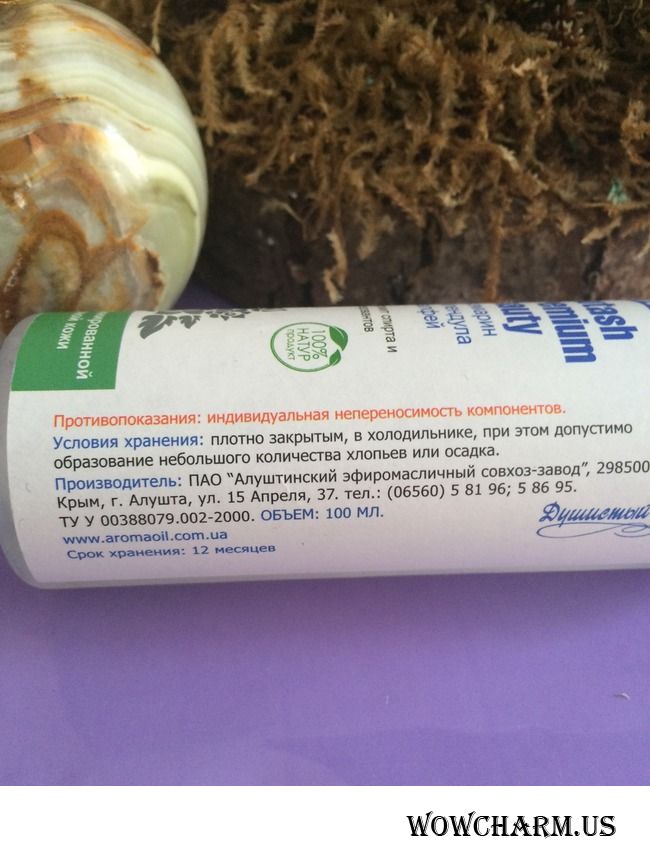 Противопоказания: индивидуальная непереносимость компонентов.
Условия хранения: плотно закрытым, в холодильнике, при этом допустимо
образование небольшого количества хлопьев или осадка.
Производитель: ПАО “Алуштинский эфиромасличный совхоз-завод”, 298500
Крым, г. Алушта, ул. 15 Апреля, 37. тел.: (06560) 5 81 96; 5 86 95.
ТУ У 00388079.002-2000. ОБЪЕМ: 100 МЛ.
www.aromaoil.com.ua
Срок хранения: 12 месяцев
Душистый
100%
НАТУР
ПРОДУКТ
спирта и
кожи
WOWCHARM.US